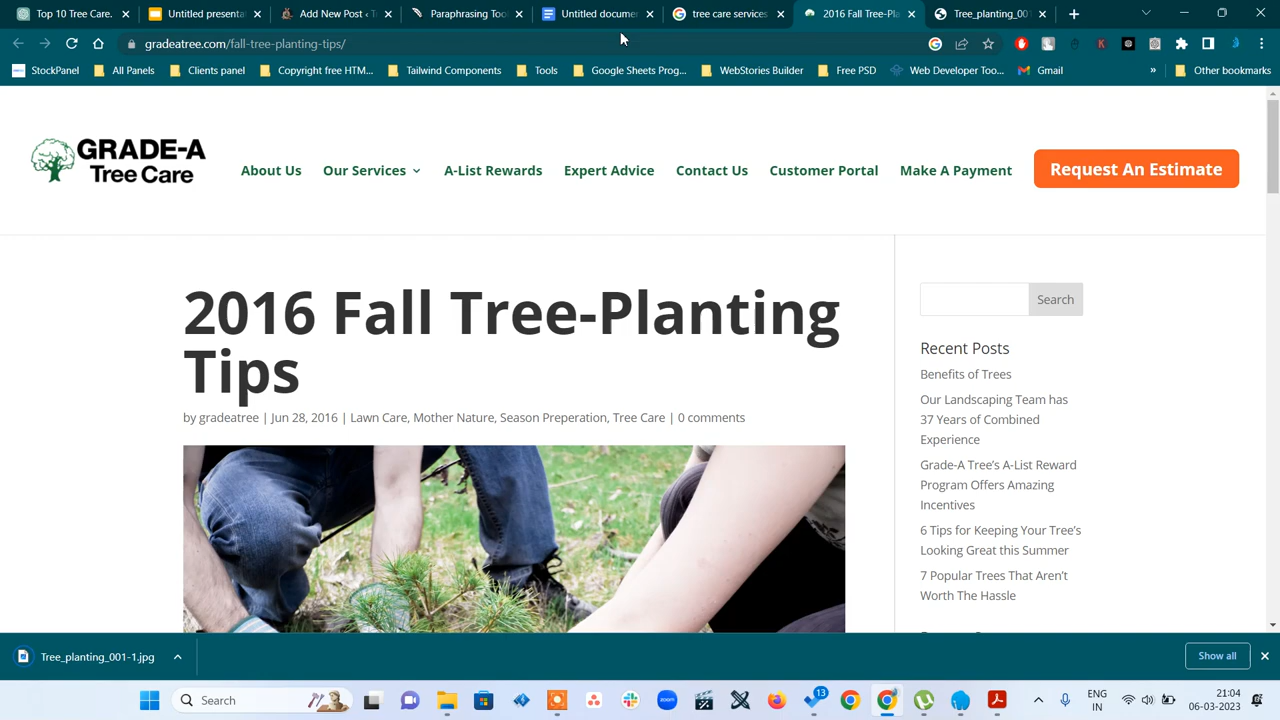 Top 10 Tree Care.
Untitled presenta
Add New Post ‹ T
Paraphrasing Too
Untitled docume
tree care services
2016 Fall Tree-Pl
Tree_planting_00
gradeatree.com/fall-tree-planting-tips/
StockPanel
All Panels
Clients panel
Copyright free HTM...
Tailwind Components
Tools
Google Sheets Prog...
WebStories Builder
Free PSD
Web Developer Too...
Gmail
»
Other bookmarks
GRADE-A
Tree Care
About Us
Our Services
A-List Rewards
Expert Advice
Contact Us
Customer Portal
Make A Payment
Request An Estimate
2016 Fall Tree-Planting
Tips
by gradeatree | Jun 28, 2016 | Lawn Care, Mother Nature, Season Preperation, Tree Care | 0 comments
Search
Recent Posts
Benefits of Trees
Our Landscaping Team has
37 Years of Combined
Experience
Grade-A Tree's A-List Reward
Program Offers Amazing
Incentives
6 Tips for Keeping Your Tree's
Looking Great this Summer
7 Popular Trees That Aren't
Worth The Hassle
Tree_planting_001-1.jpg
Show all
Search
13
ENG
IN
21:04
06-03-2023